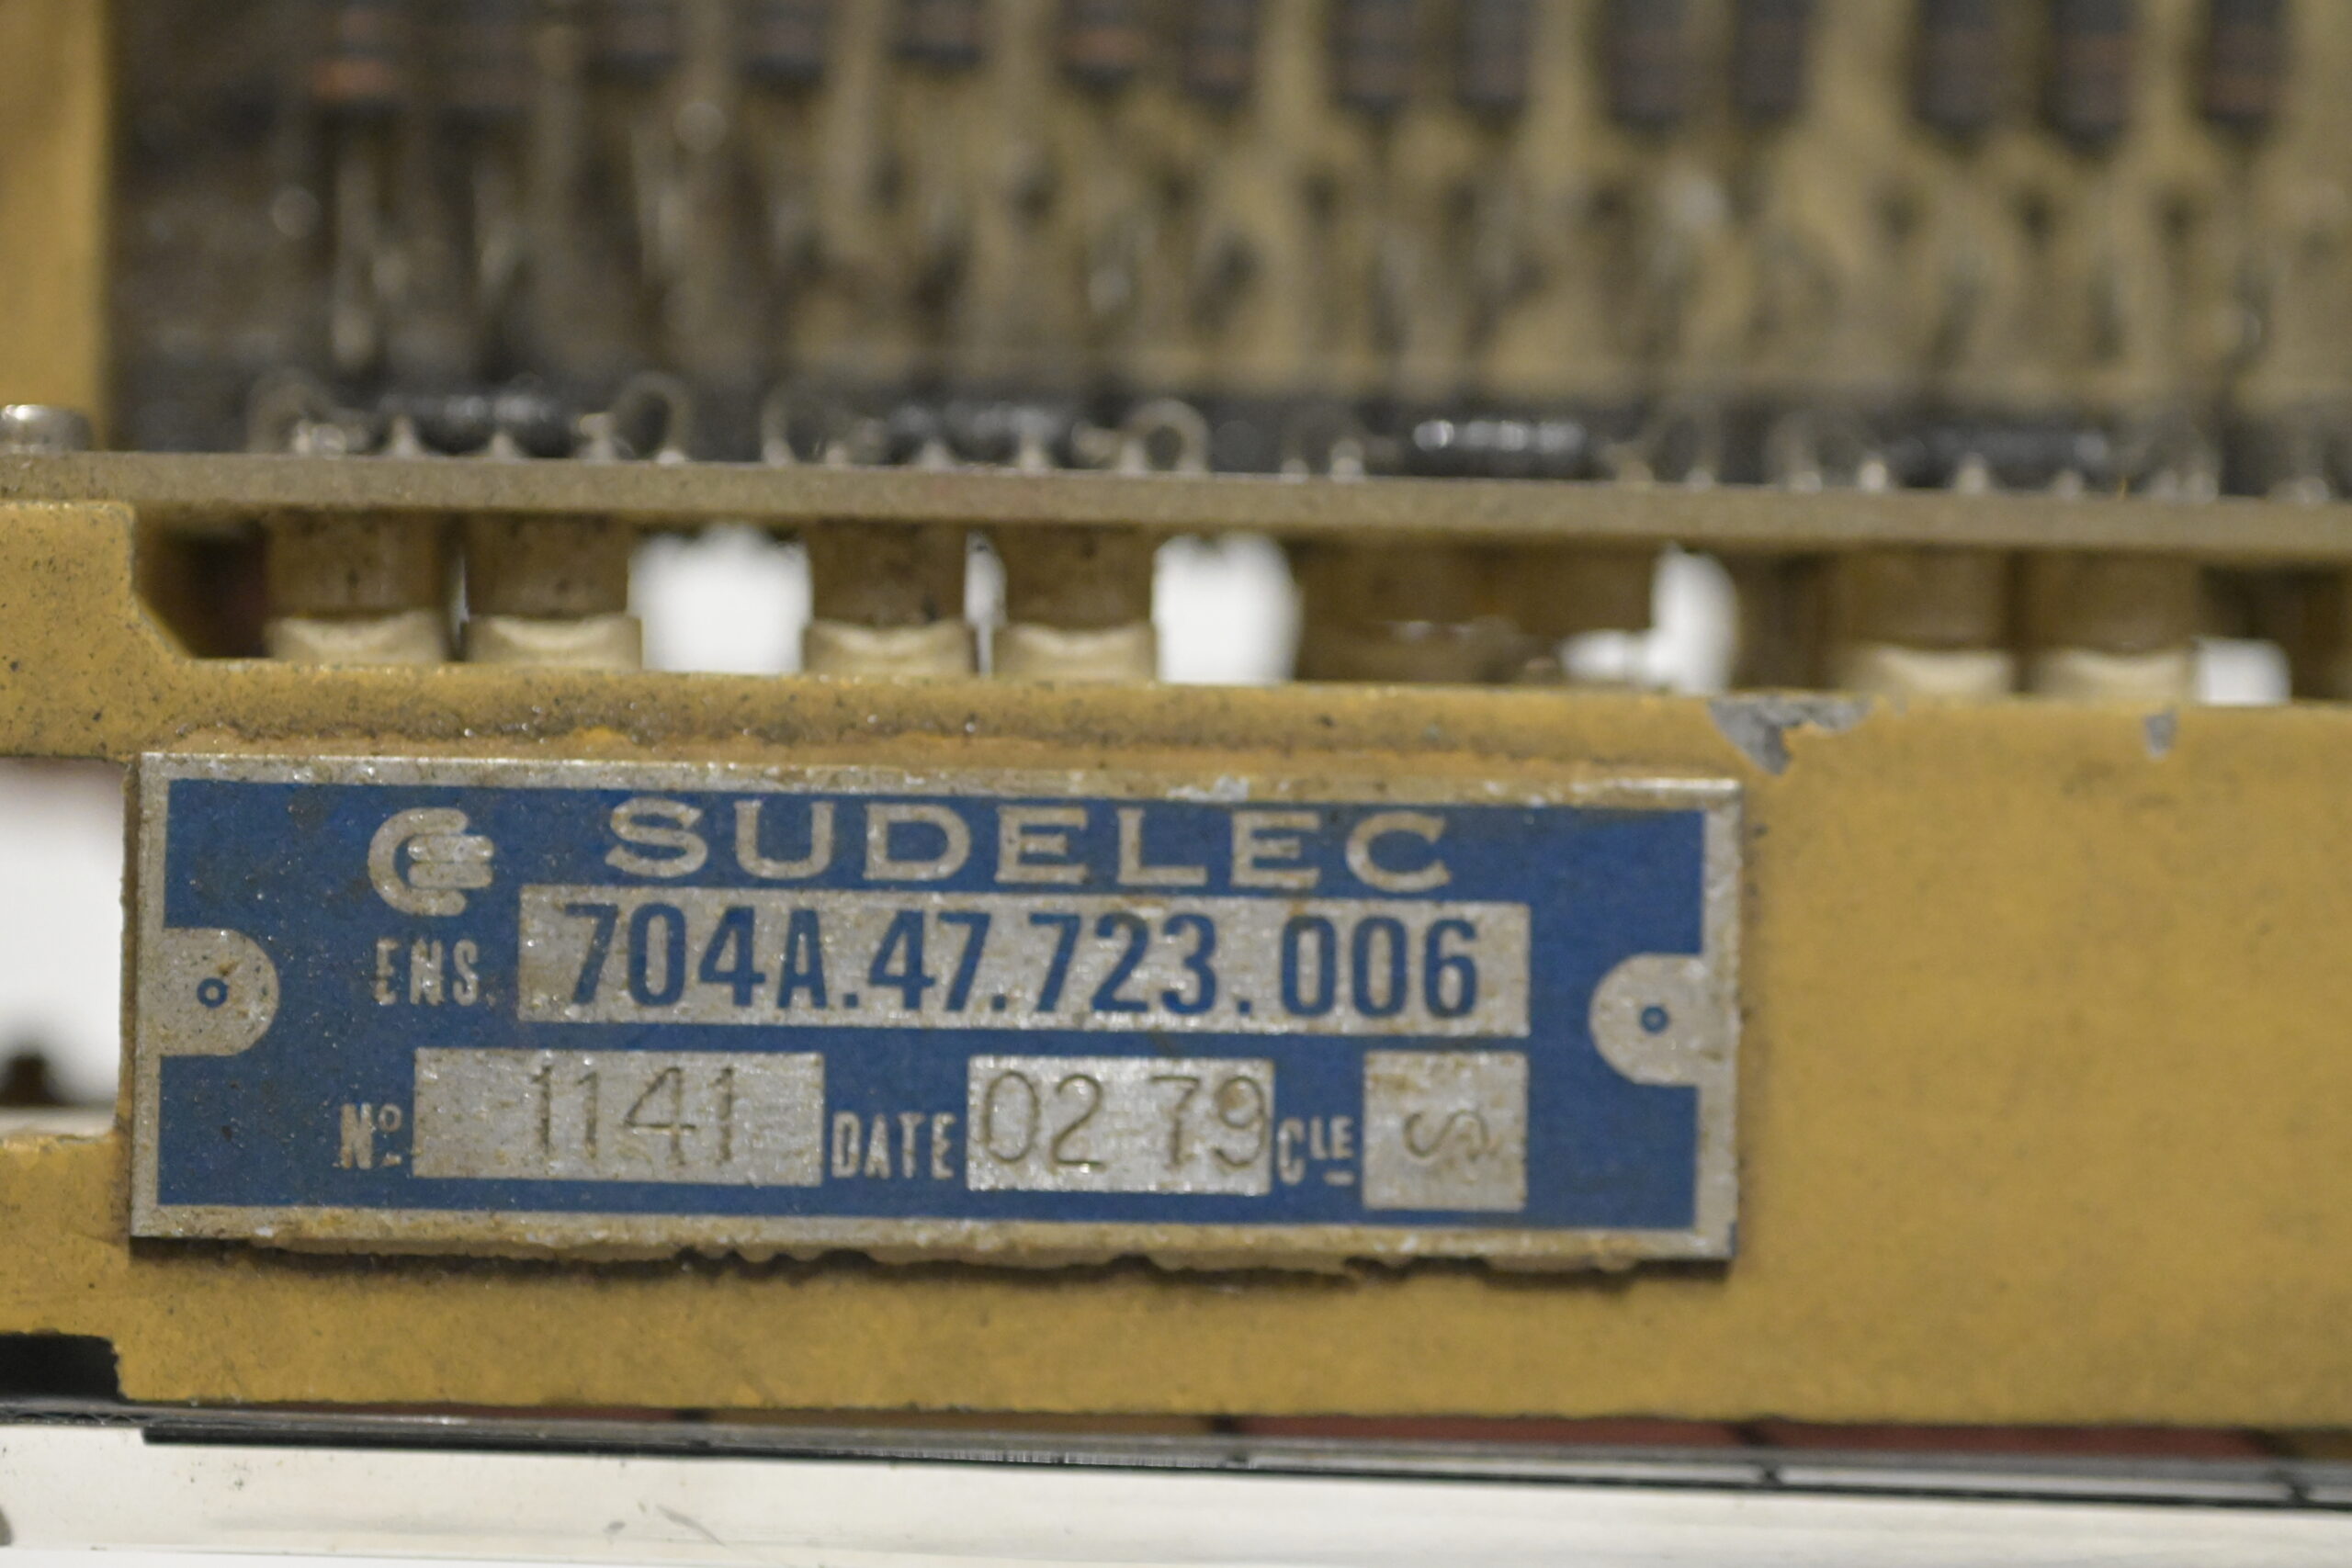 SUDELEC
ENS. 704A.47.723.006
Nº 1141 DATE 02 79 CLE S